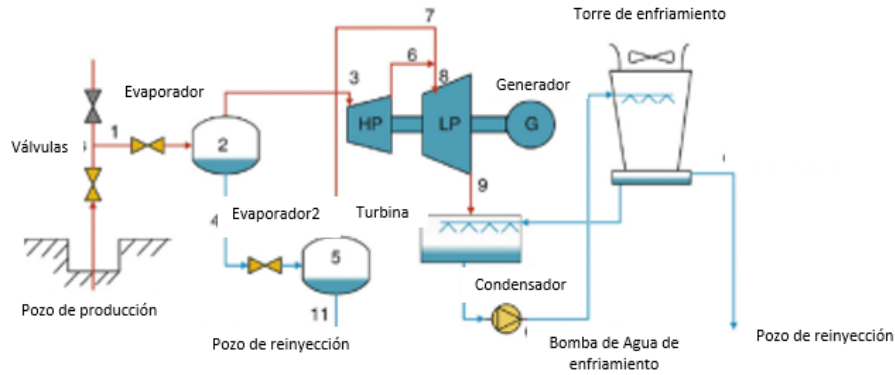 Torre de enfriamiento
7
6
Evaporador
3
8
Generador
1
HP
LP
G
Válvulas
2
9
4
Evaporador2
Turbina
5
Condensador
Pozo de producción
11
Pozo de reinyección
Bomba de Agua de
enfriamiento
Pozo de reinyección